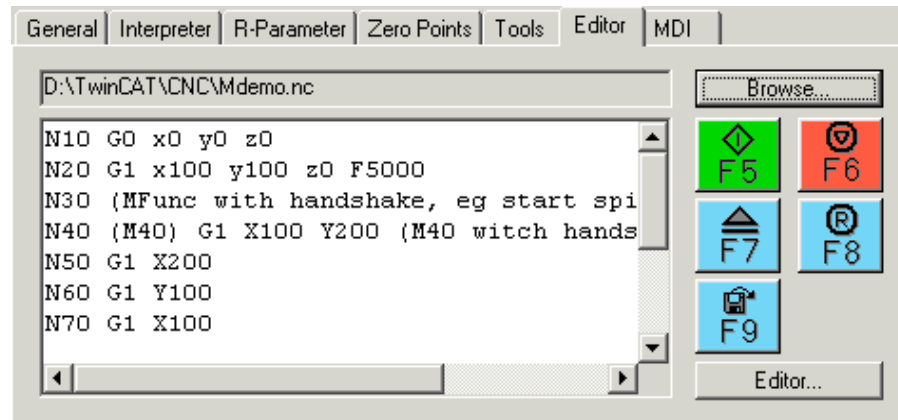 General Interpreter R-Parameter Zero Points Tools Editor MDI
D:\TwinCAT\CNC\Mdemo.nc
Browse...
N10 G0 x0 y0 z0
N20 G1 x100 y100 z0 F5000
N30 (MFunc with handshake, eg start spi
N40 (M40) G1 X100 Y200 (M40 witch hands
N50 G1 X200
N60 G1 Y100
N70 G1 X100
F5
F6
F7
R
F8
F9
Editor...